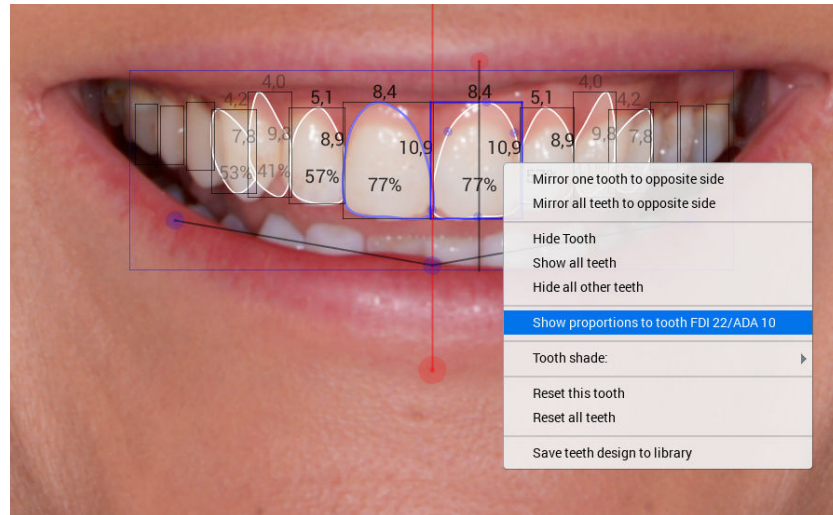 4,0
4,0
4,2
5,1
8,4
8,4
5,1
4,2
7,8
9,8
8,9
10,9
10,9
8,9
9,8
7,8
53%
41%
57%
77%
77%
Mirror one tooth to opposite side
Mirror all teeth to opposite side
Hide Tooth
Show all teeth
Hide all other teeth
Show proportions to tooth FDI 22/ADA 10
Tooth shade:
Reset this tooth
Reset all teeth
Save teeth design to library